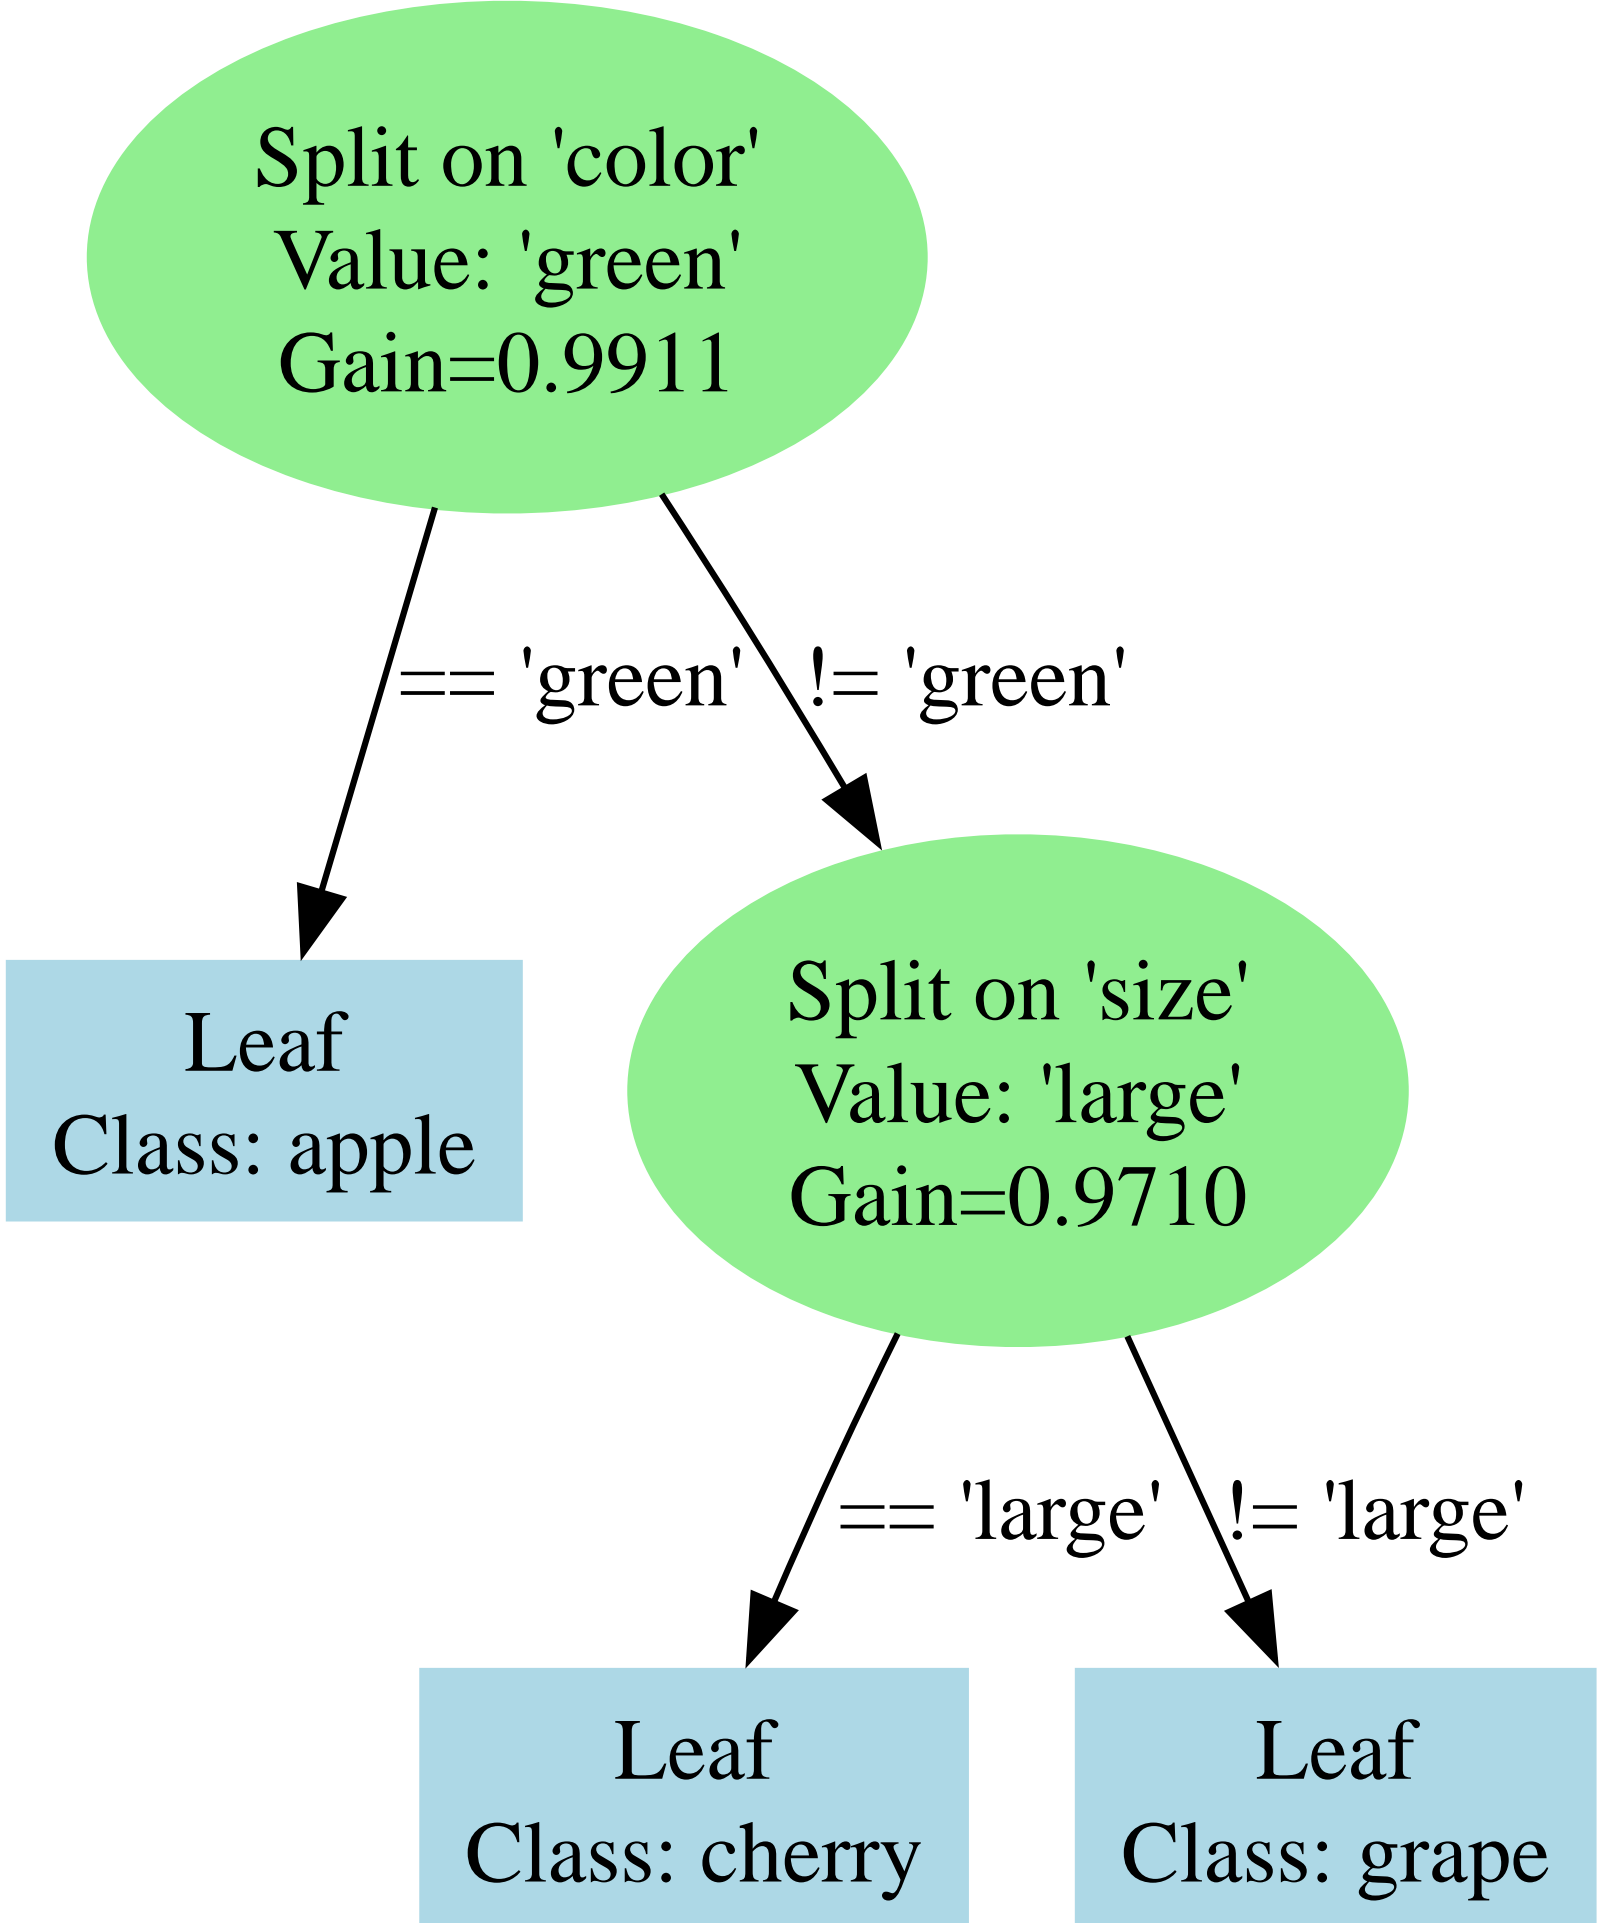 Split on 'color'
Value: 'green'
Gain=0.9911
== 'green'
!= 'green'
Leaf
Class: apple
Split on 'size'
Value: 'large'
Gain=0.9710
== 'large'
!= 'large'
Leaf
Class: cherry
Leaf
Class: grape